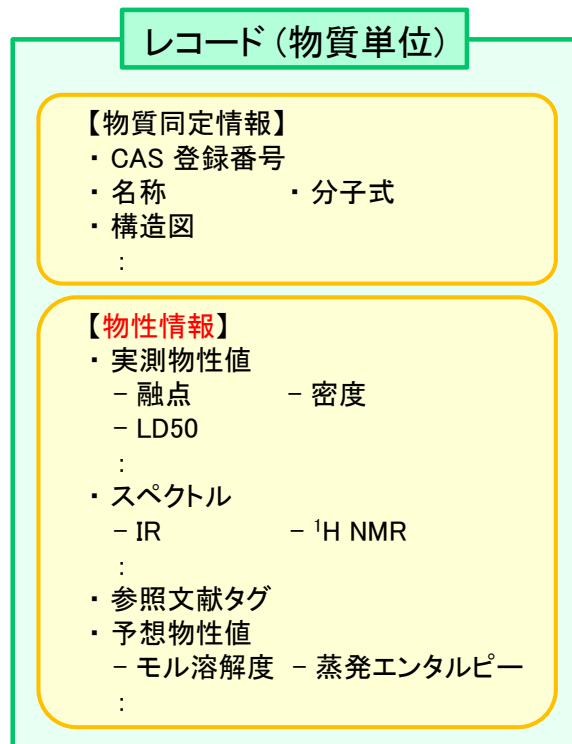 レコード（物質単位）
【物質同定情報】
・ CAS 登録番号
・ 名称 ・ 分子式
・ 構造図
:
【物性情報】
・ 実測物性値
− 融点 − 密度
− LD50
:
・ スペクトル
− IR − ¹H NMR
:
・ 参照文献タグ
・ 予想物性値
− モル溶解度 − 蒸発エンタルピー
: